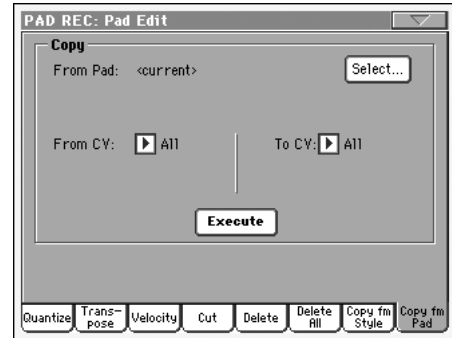 PAD REC: Pad Edit
Copy
From Pad: <current> Select...
From CV: All To CV: All
Execute
Quantize Trans-pose Velocity Cut Delete Delete All Copy fm Style Copy fm Pad